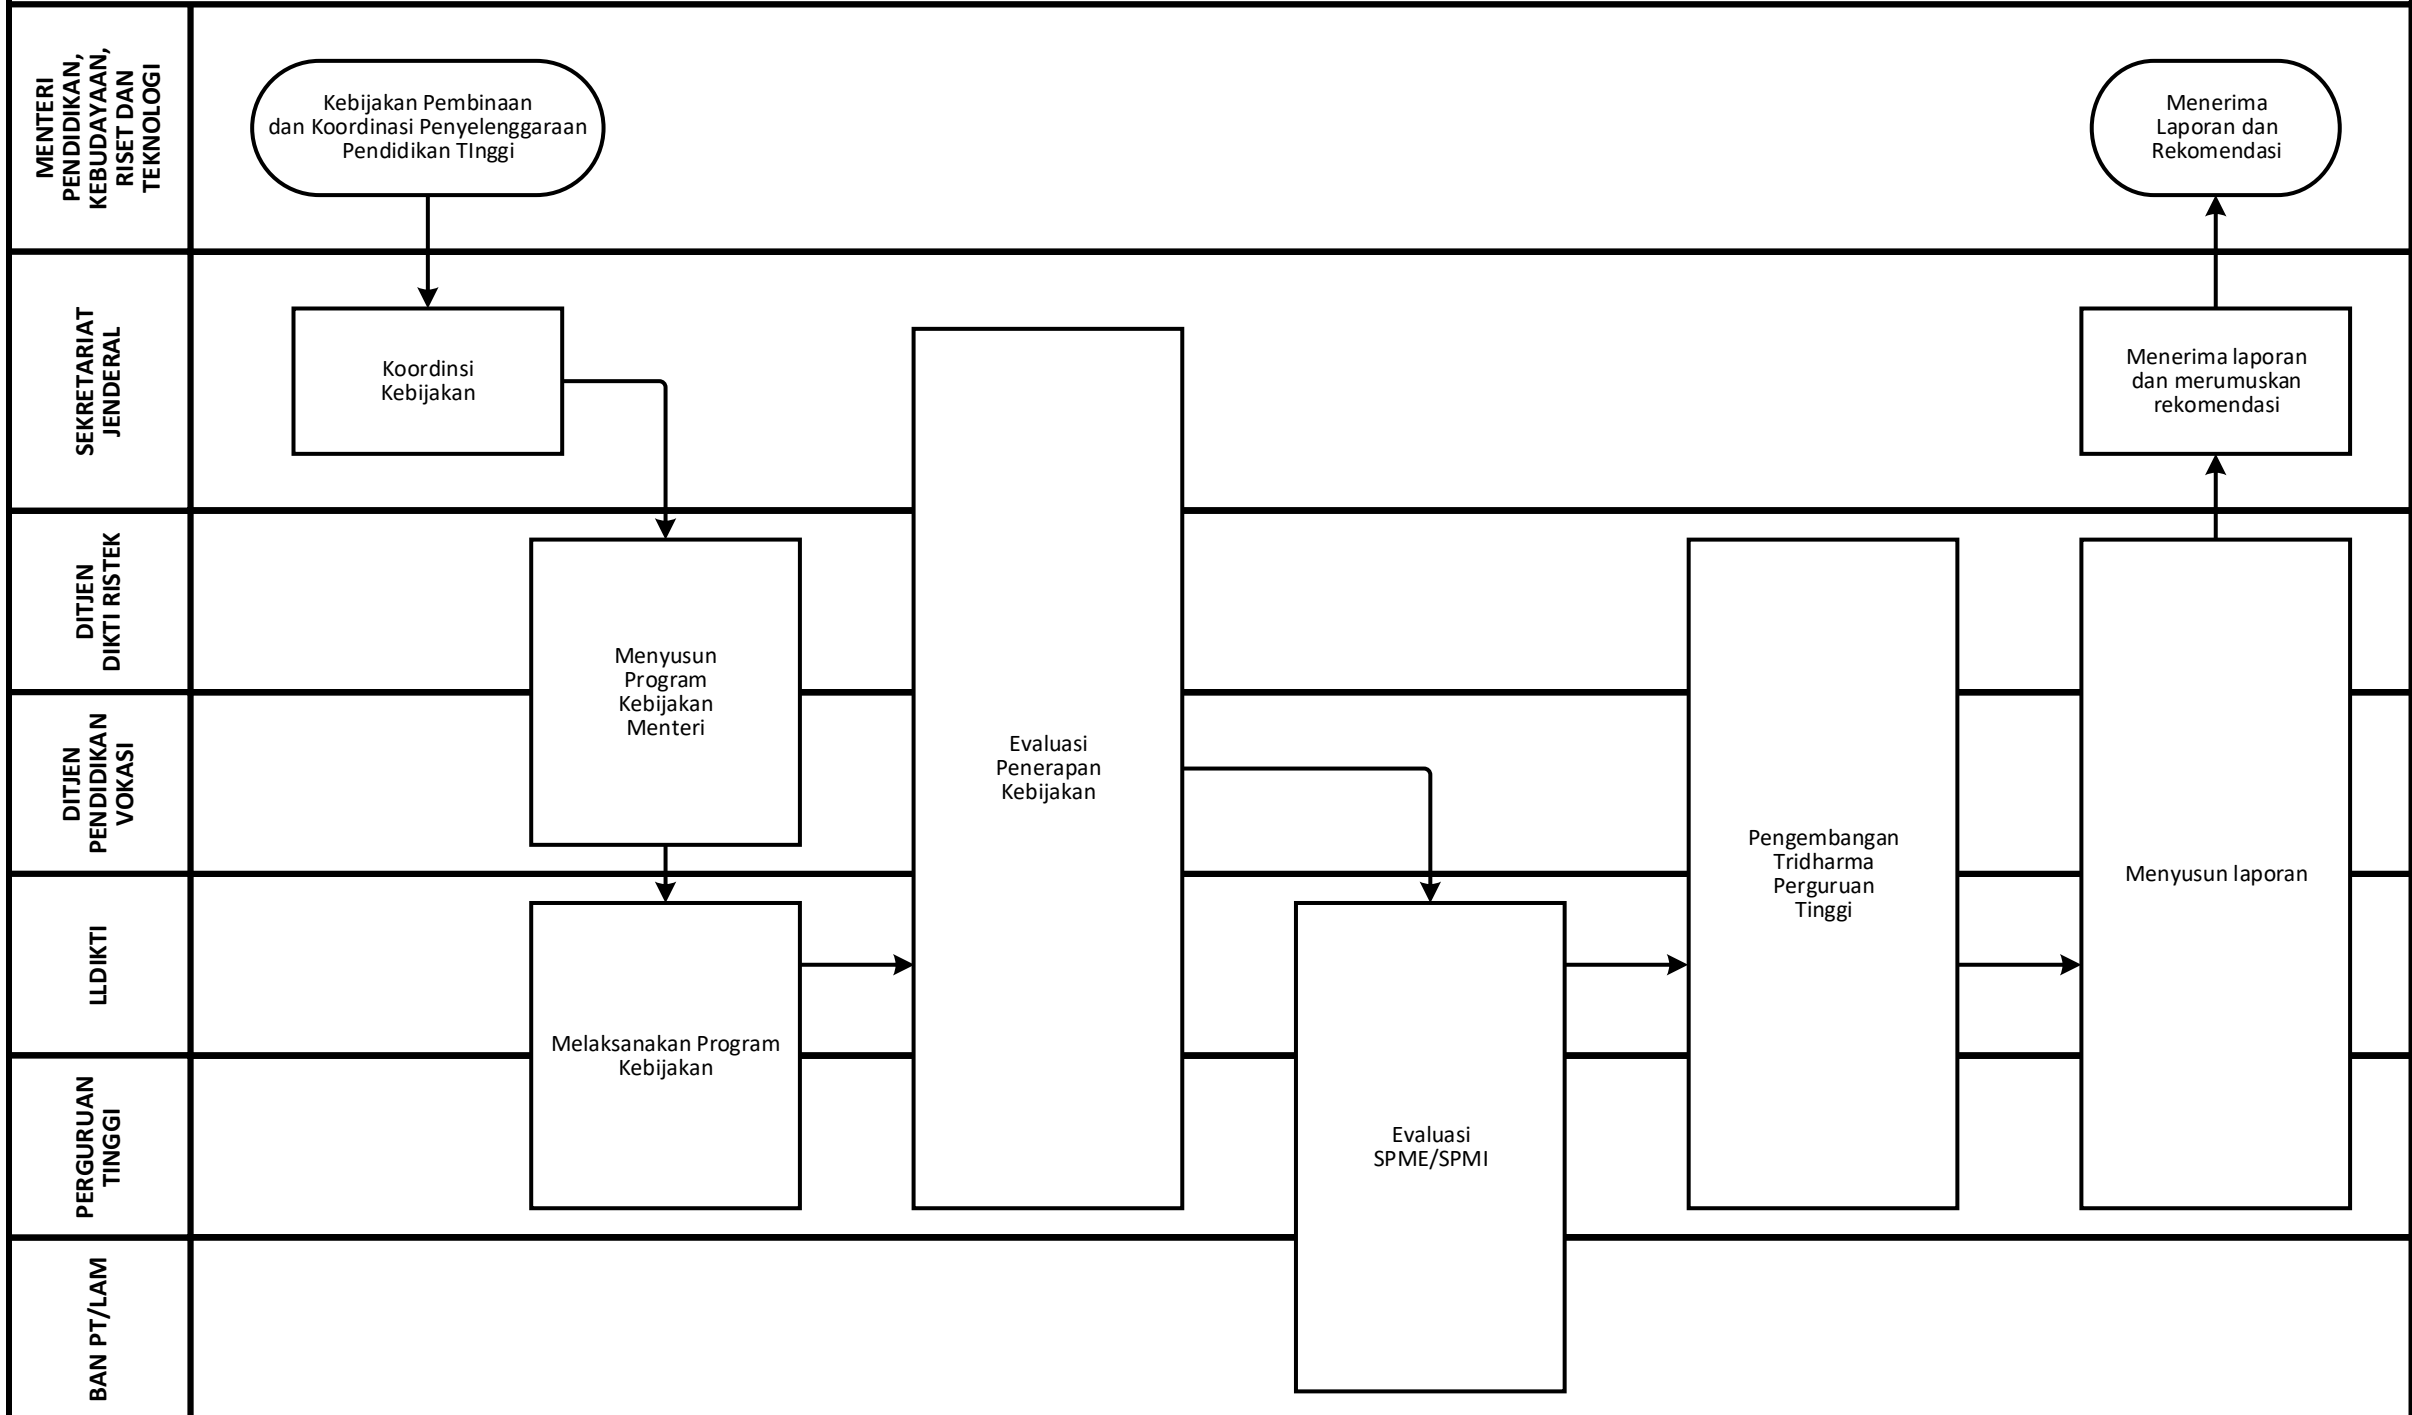 MENTERI
PENDIDIKAN,
KEBUDAYAAN,
RISET DAN
TEKNOLOGI
Kebijakan Pembinaan
dan Koordinasi Penyelenggaraan
Pendidikan TInggi
Menerima
Laporan dan
Rekomendasi
SEKRETARIAT
JENDERAL
Koordinsi
Kebijakan
Menerima laporan
dan merumuskan
rekomendasi
DITJEN
DIKTI RISTEK
Menyusun
Program
Kebijakan
Menteri
DITJEN
PENDIDIKAN
VOKASI
Evaluasi
Penerapan
Kebijakan
Pengembangan
Tridharma
Perguruan
Tinggi
Menyusun laporan
LLDIKTI
Melaksanakan Program
Kebijakan
PERGURUAN
TINGGI
Evaluasi
SPME/SPMI
BAN PT/LAM